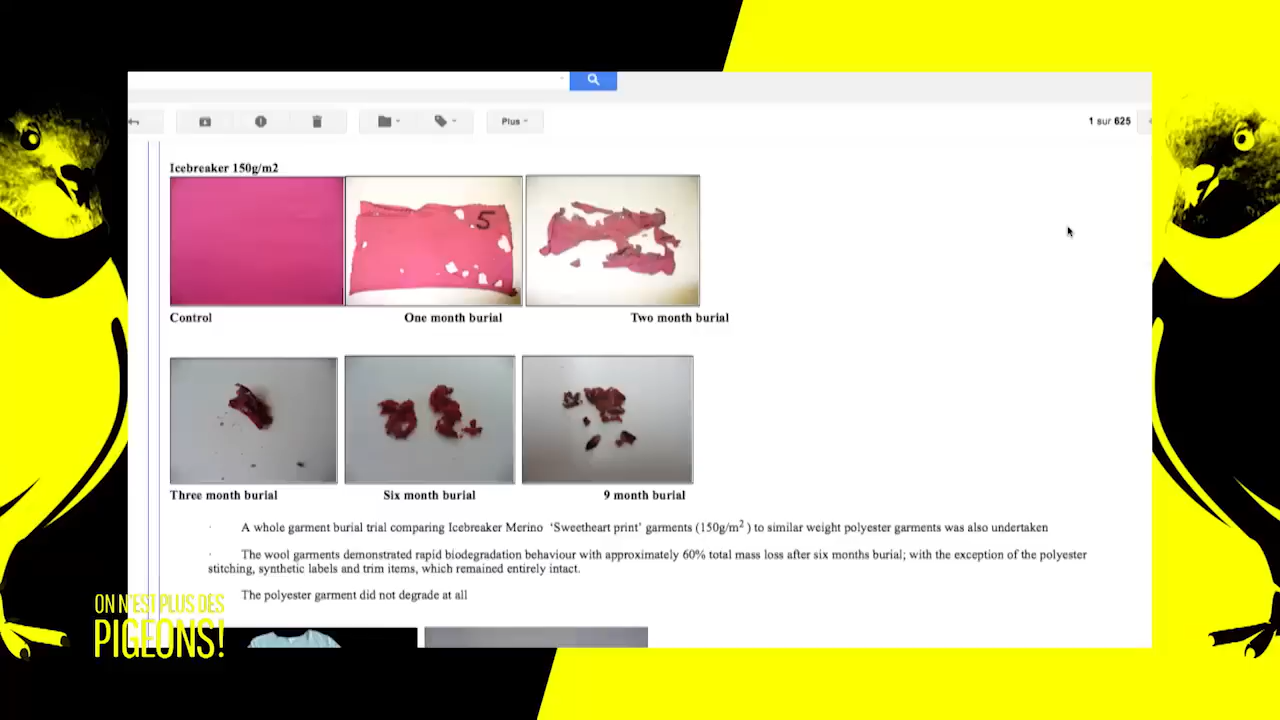 Plus
1 sur 625
Icebreaker 150g/m2
5
Control
One month burial
Two month burial
Three month burial
Six month burial
9 month burial
· A whole garment burial trial comparing Icebreaker Merino ‘Sweetheart print’ garments (150g/m2 ) to similar weight polyester garments was also undertaken
· The wool garments demonstrated rapid biodegradation behaviour with approximately 60% total mass loss after six months burial; with the exception of the polyester
stitching, synthetic labels and trim items, which remained entirely intact.
The polyester garment did not degrade at all
ON N'EST PLUS DES
PIGEONS!